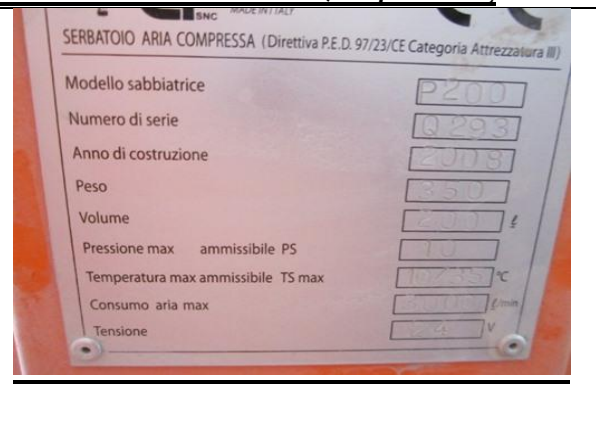 SNC MADE IN ITALY
SERBATOIO ARIA COMPRESSA (Direttiva P.E.D. 97/23/CE Categoria Attrezzatura III)
Modello sabbiatrice P200
Numero di serie Q293
Anno di costruzione 2008
Peso 350
Volume 200 ℓ
Pressione max ammissibile PS 10
Temperatura max ammissibile TS max °C
Consumo aria max ℓ/min
Tensione 24 V